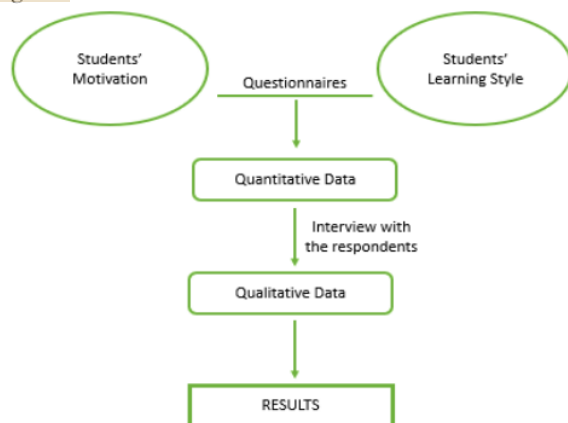 Students'
Motivation
Questionnaires
Students'
Learning Style
Quantitative Data
Interview with
the respondents
Qualitative Data
RESULTS